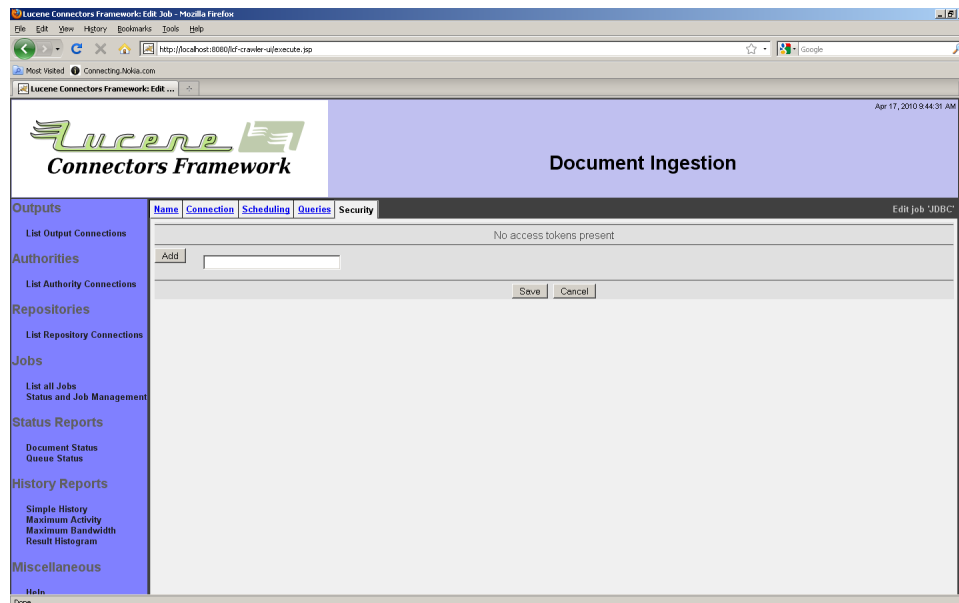 Lucene Connectors Framework: Edit Job - Mozilla Firefox
File Edit View History Bookmarks Tools Help
http://localhost:8080/lcf-crawler-ui/execute.jsp
Google
Most Visited Connecting.Nokia.com
Lucene Connectors Framework: Edit ...
Apr 17, 2010 9:44:31 AM
Lucene
Connectors Framework
Document Ingestion
Outputs
Name Connection Scheduling Queries Security
Edit job 'JDBC'
List Output Connections
No access tokens present
Authorities
Add
List Authority Connections
Save Cancel
Repositories
List Repository Connections
Jobs
List all Jobs
Status and Job Management
Status Reports
Document Status
Queue Status
History Reports
Simple History
Maximum Activity
Maximum Bandwidth
Result Histogram
Miscellaneous
Help
Done